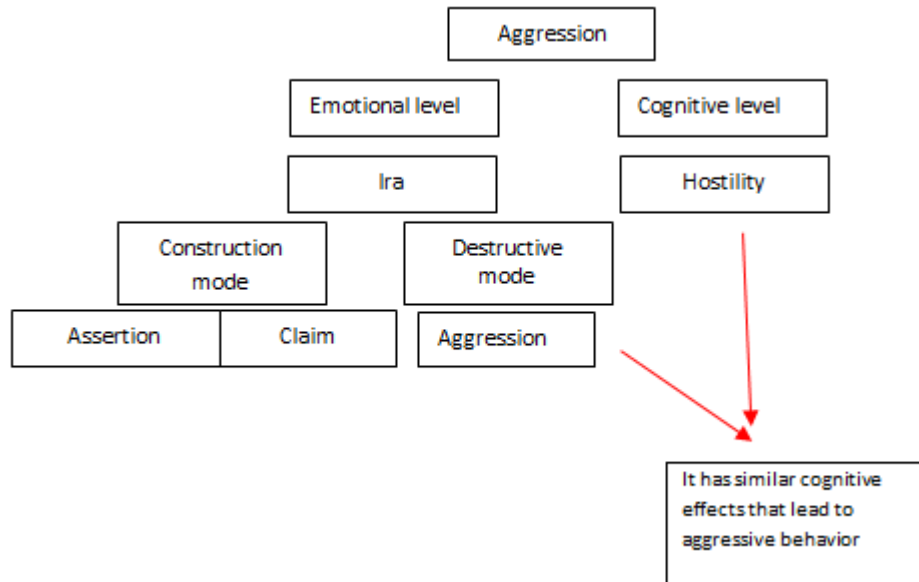 Aggression
Emotional level
Cognitive level
Ira
Hostility
Construction
mode
Destructive
mode
Assertion
Claim
Aggression
It has similar cognitive
effects that lead to
aggressive behavior